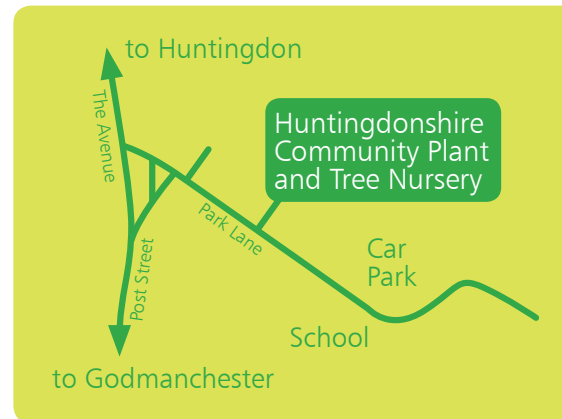 to Huntingdon
The Avenue
Huntingdonshire
Community Plant
and Tree Nursery
Park Lane
Car
Park
Post Street
School
to Godmanchester